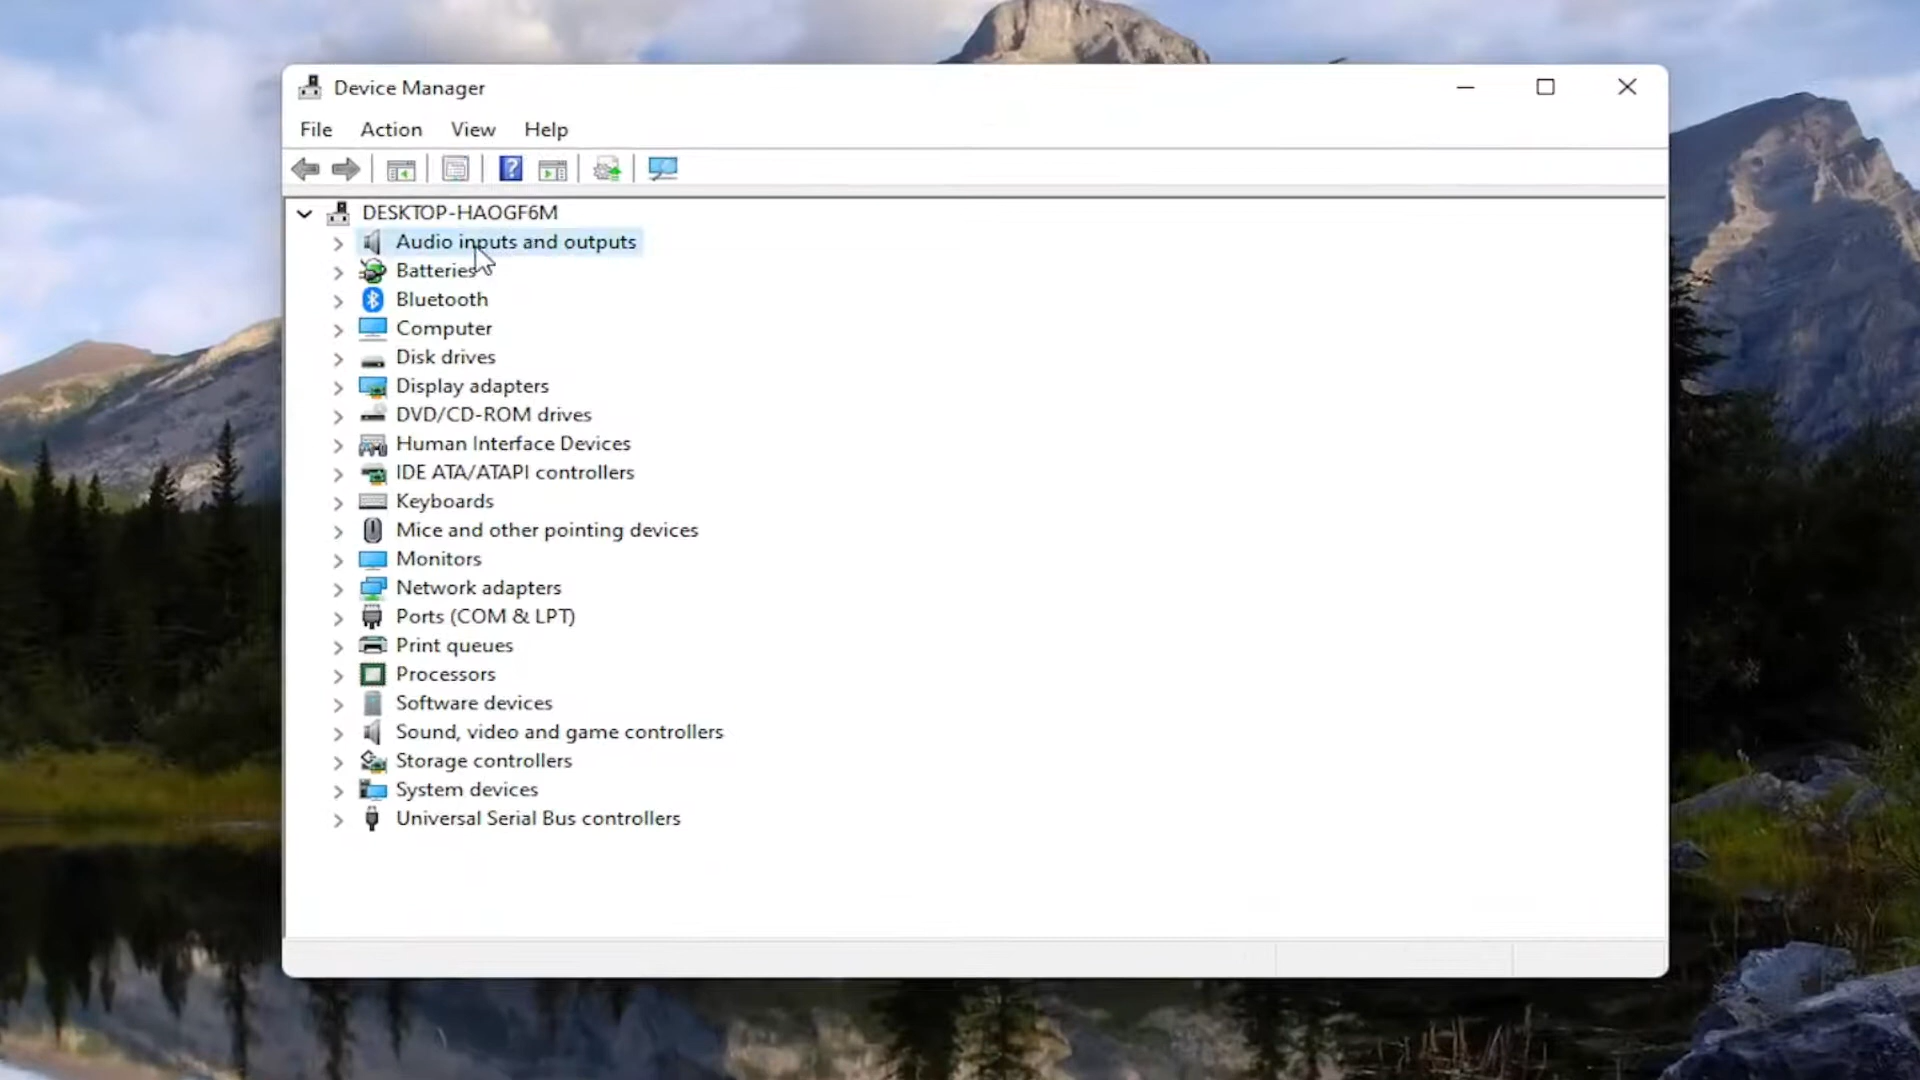 Device Manager
File Action View Help
DESKTOP-HAOGF6M
Audio inputs and outputs
Batteries
Bluetooth
Computer
Disk drives
Display adapters
DVD/CD-ROM drives
Human Interface Devices
IDE ATA/ATAPI controllers
Keyboards
Mice and other pointing devices
Monitors
Network adapters
Ports (COM & LPT)
Print queues
Processors
Software devices
Sound, video and game controllers
Storage controllers
System devices
Universal Serial Bus controllers